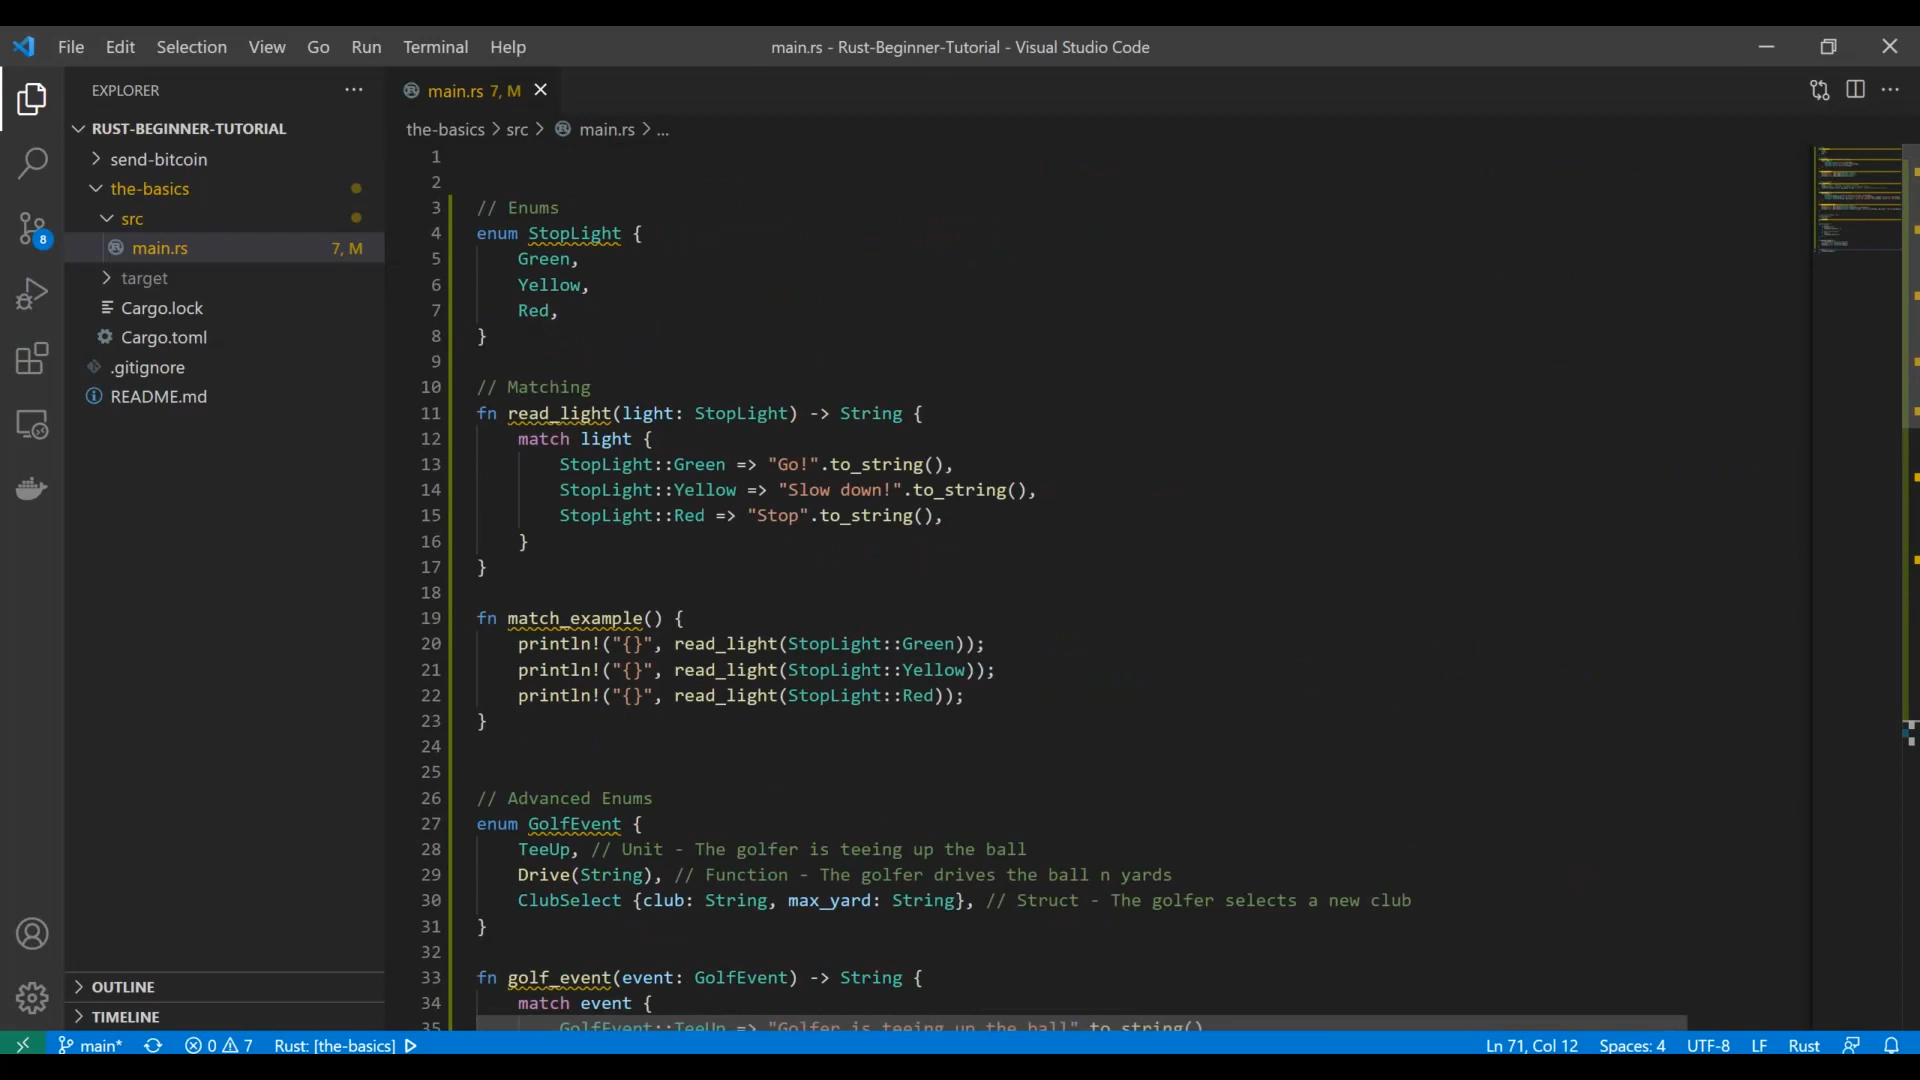 File Edit Selection View Go Run Terminal Help
main.rs - Rust-Beginner-Tutorial - Visual Studio Code
EXPLORER
RUST-BEGINNER-TUTORIAL
send-bitcoin
the-basics
src
main.rs 7, M
target
Cargo.lock
Cargo.toml
.gitignore
README.md
OUTLINE
TIMELINE
8
main.rs 7, M
the-basics > src > main.rs > ...
1
2
3 // Enums
4 enum StopLight {
5 Green,
6 Yellow,
7 Red,
8 }
9
10 // Matching
11 fn read_light(light: StopLight) -> String {
12 match light {
13 StopLight::Green => "Go!".to_string(),
14 StopLight::Yellow => "Slow down!".to_string(),
15 StopLight::Red => "Stop".to_string(),
16 }
17 }
18
19 fn match_example() {
20 println!("{}", read_light(StopLight::Green));
21 println!("{}", read_light(StopLight::Yellow));
22 println!("{}", read_light(StopLight::Red));
23 }
24
25
26 // Advanced Enums
27 enum GolfEvent {
28 TeeUp, // Unit - The golfer is teeing up the ball
29 Drive(String), // Function - The golfer drives the ball n yards
30 ClubSelect {club: String, max_yard: String}, // Struct - The golfer selects a new club
31 }
32
33 fn golf_event(event: GolfEvent) -> String {
34 match event {
35 GolfEvent::TeeUp => "Golfer is teeing up the ball".to_string()
main* 0 7 Rust: [the-basics] Ln 71, Col 12 Spaces: 4 UTF-8 LF Rust